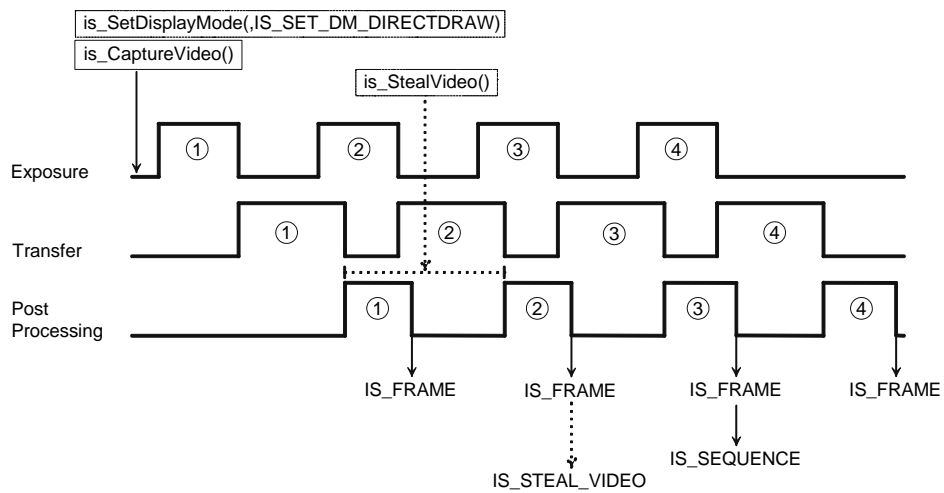 is_SetDisplayMode(,IS_SET_DM_DIRECTDRAW)
is_CaptureVideo()
is_StealVideo()
Exposure
1 2 3 4
Transfer
1 2 3 4
Post
Processing
1 2 3 4
IS_FRAME IS_FRAME IS_FRAME IS_FRAME
IS_SEQUENCE
IS_STEAL_VIDEO